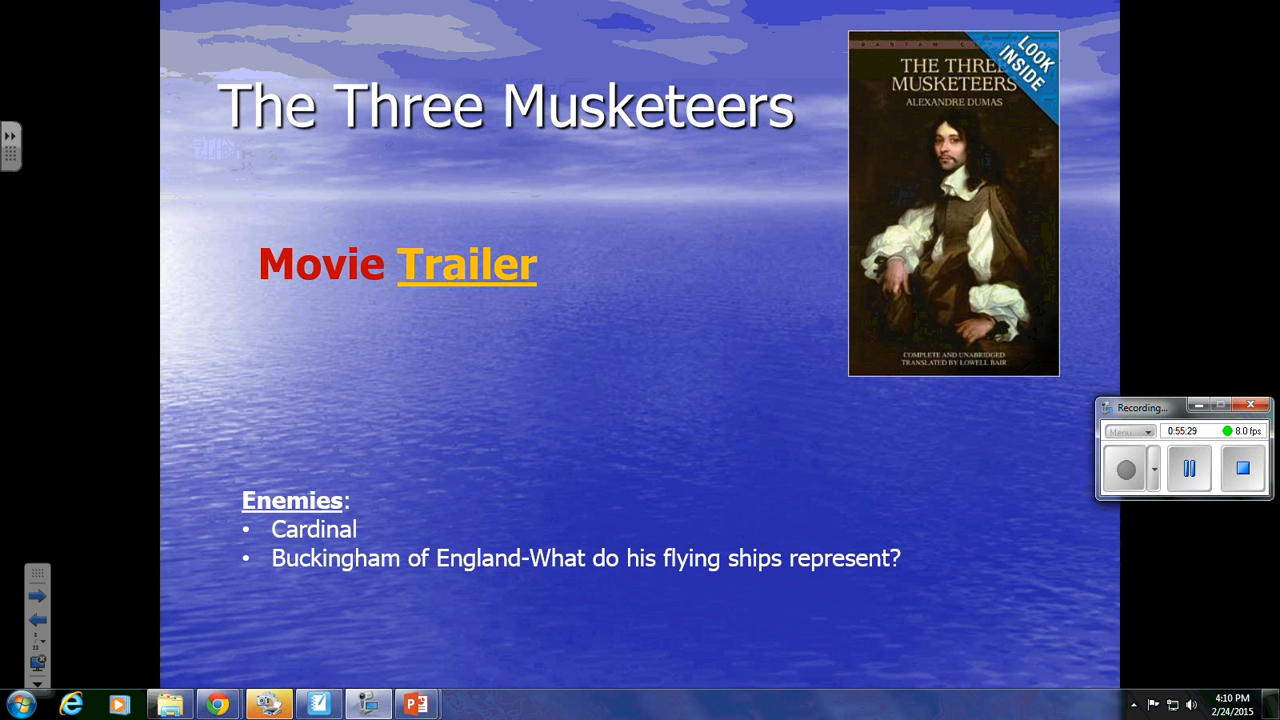 The Three Musketeers
LOOK
INSIDE
THE THREE
MUSKETEERS
ALEXANDRE DUMAS
COMPLETE AND UNABRIDGED
TRANSLATED BY LOWELL BAIR
Movie Trailer
Recording...
Menu
0:55:29
8.0 fps
Enemies:
• Cardinal
• Buckingham of England-What do his flying ships represent?
4:10 PM
2/24/2015